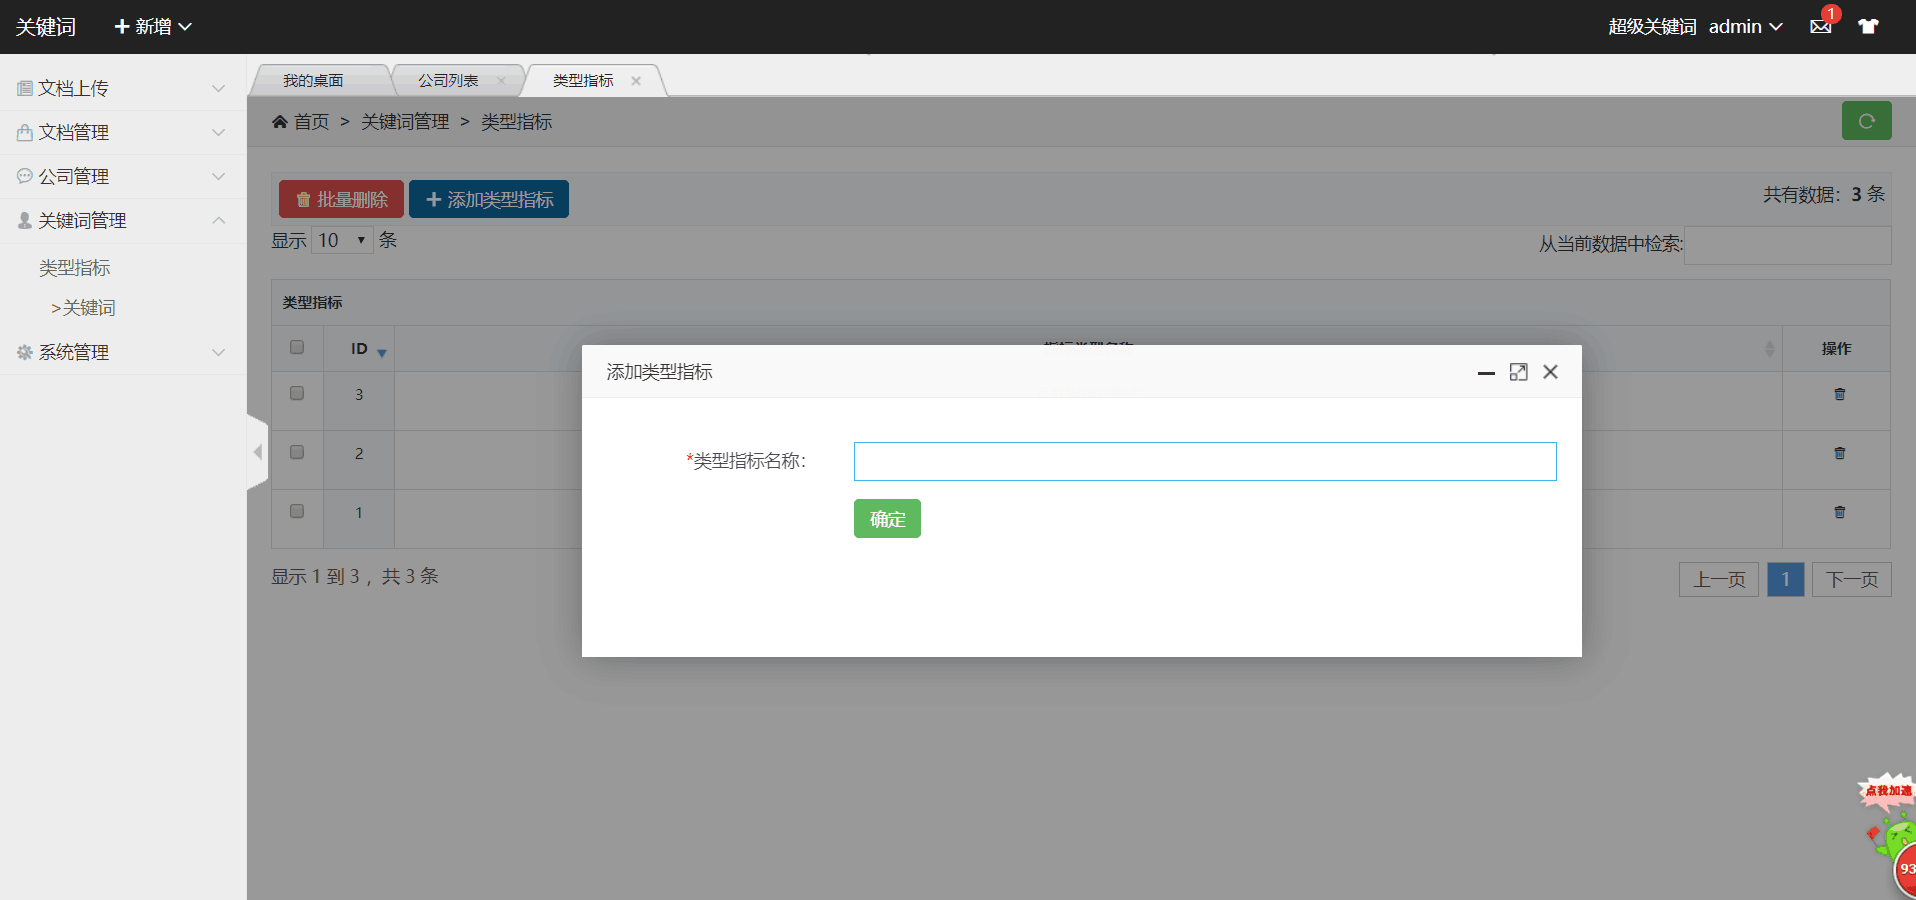 关键词 新增 超级关键词 admin 1
文档上传
文档管理
公司管理
关键词管理
类型指标
>关键词
系统管理
我的桌面 公司列表 类型指标
首页 > 关键词管理 > 类型指标
批量删除 添加类型指标 共有数据：3 条
显示 10 条 从当前数据中检索:
类型指标
ID 操作
3
2
1
显示 1 到 3 ，共 3 条 上一页 1 下一页
添加类型指标
*类型指标名称：
确定
点我加速
93